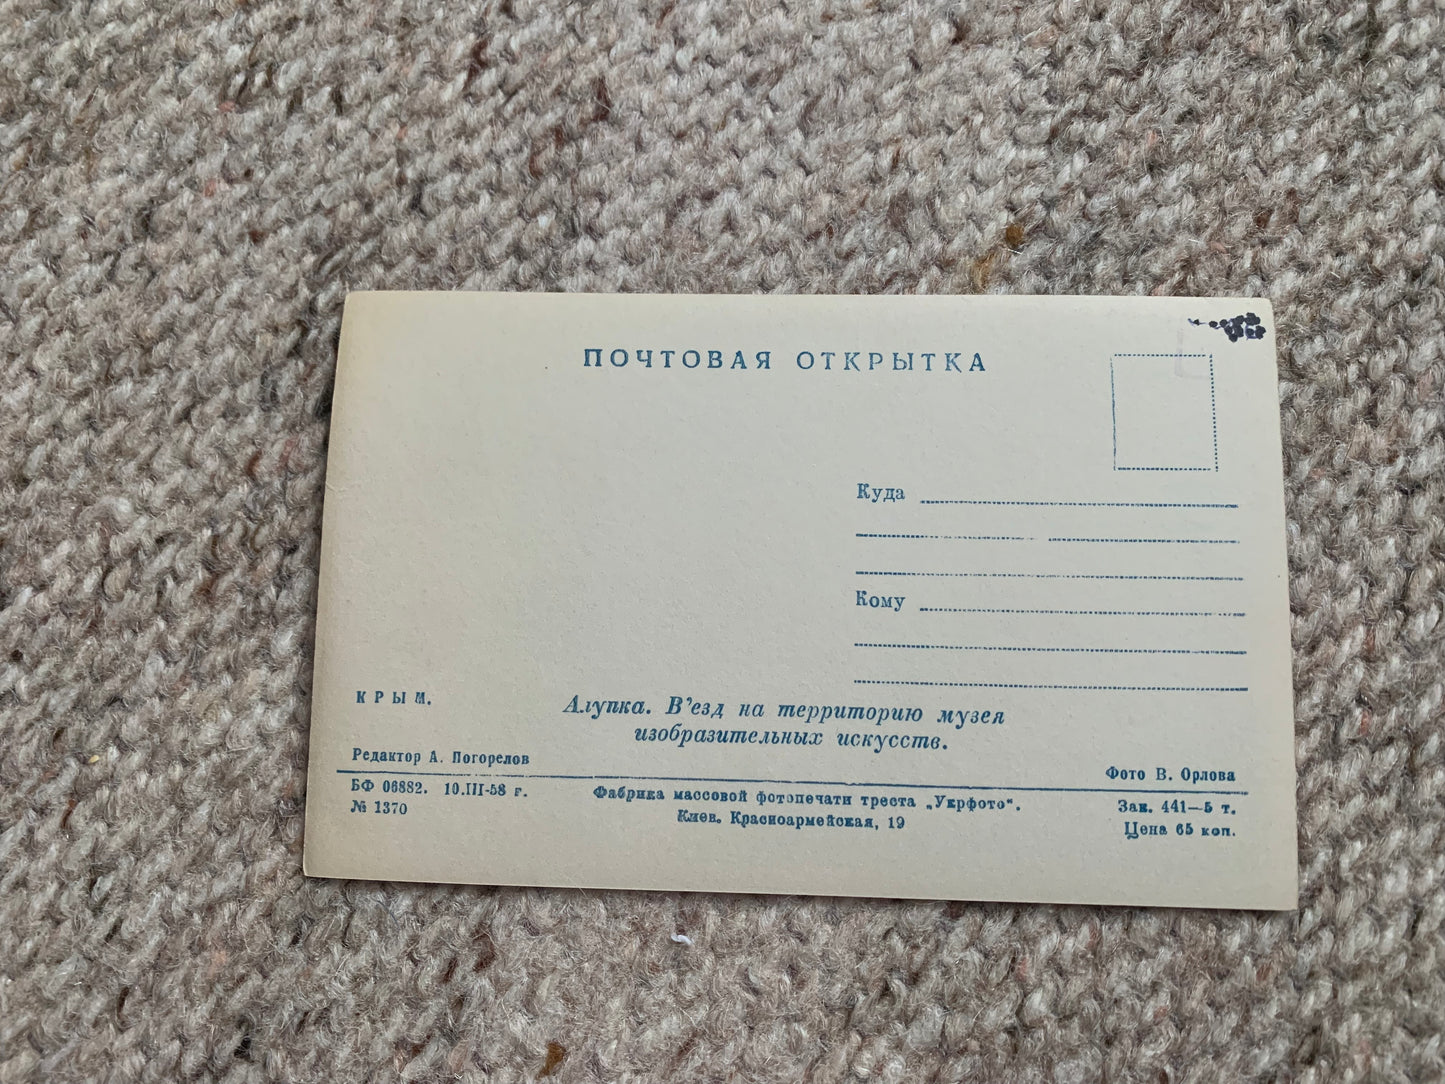 ПОЧТОВАЯ ОТКРЫТКА
Куда
Кому
КРЫМ.
Алупка. В’езд на территорию музея
изобразительных искусств.
Редактор А. Погорелов
Фото В. Орлова
БФ 06882. 10.III-58 г.
№ 1370
Фабрика массовой фотопечати треста „Укрфото“.
Киев. Красноармейская, 19
Зак. 441—5 т.
Цена 65 коп.